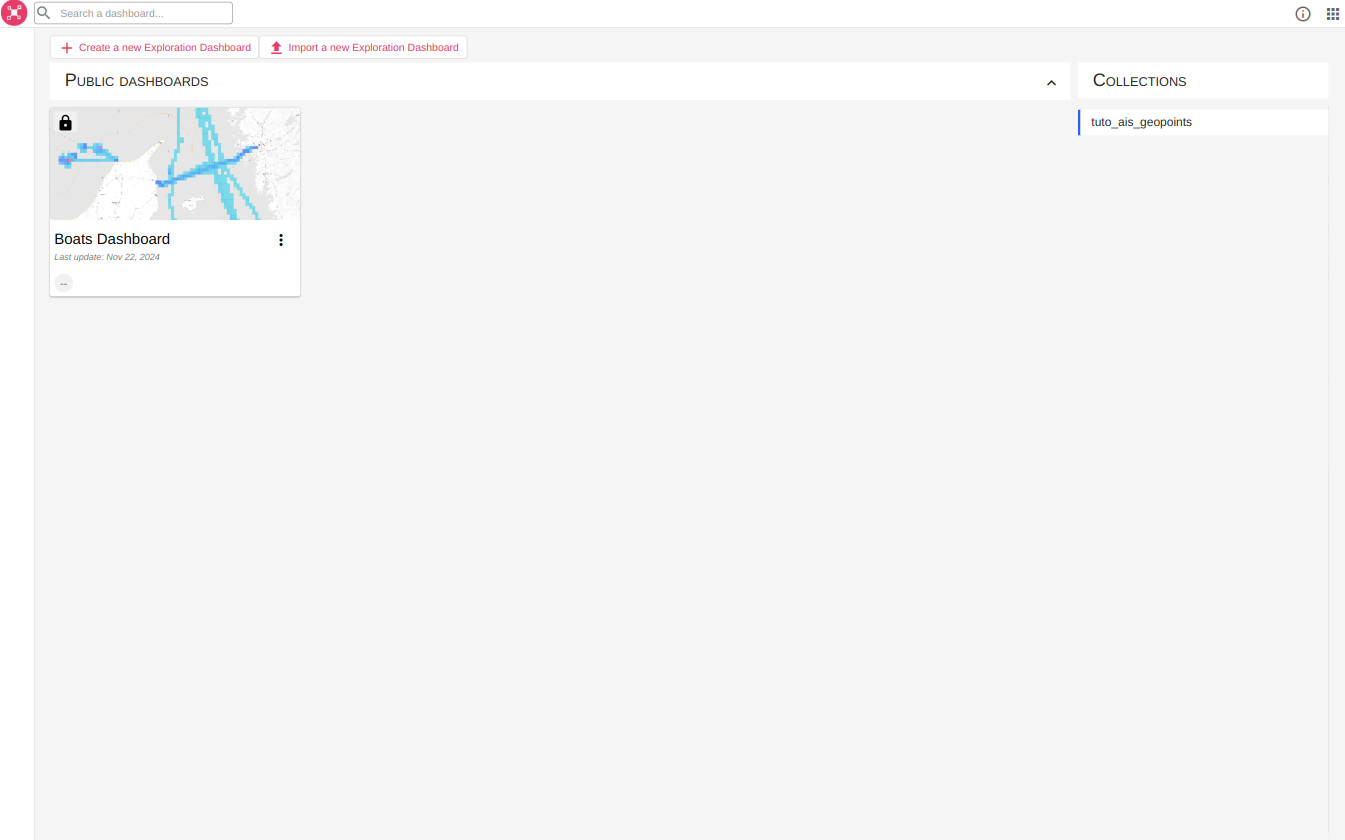 Search a dashboard...
Create a new Exploration Dashboard
Import a new Exploration Dashboard
Public dashboards
Collections
tuto_ais_geopoints
Boats Dashboard
Last update: Nov 22, 2024
--